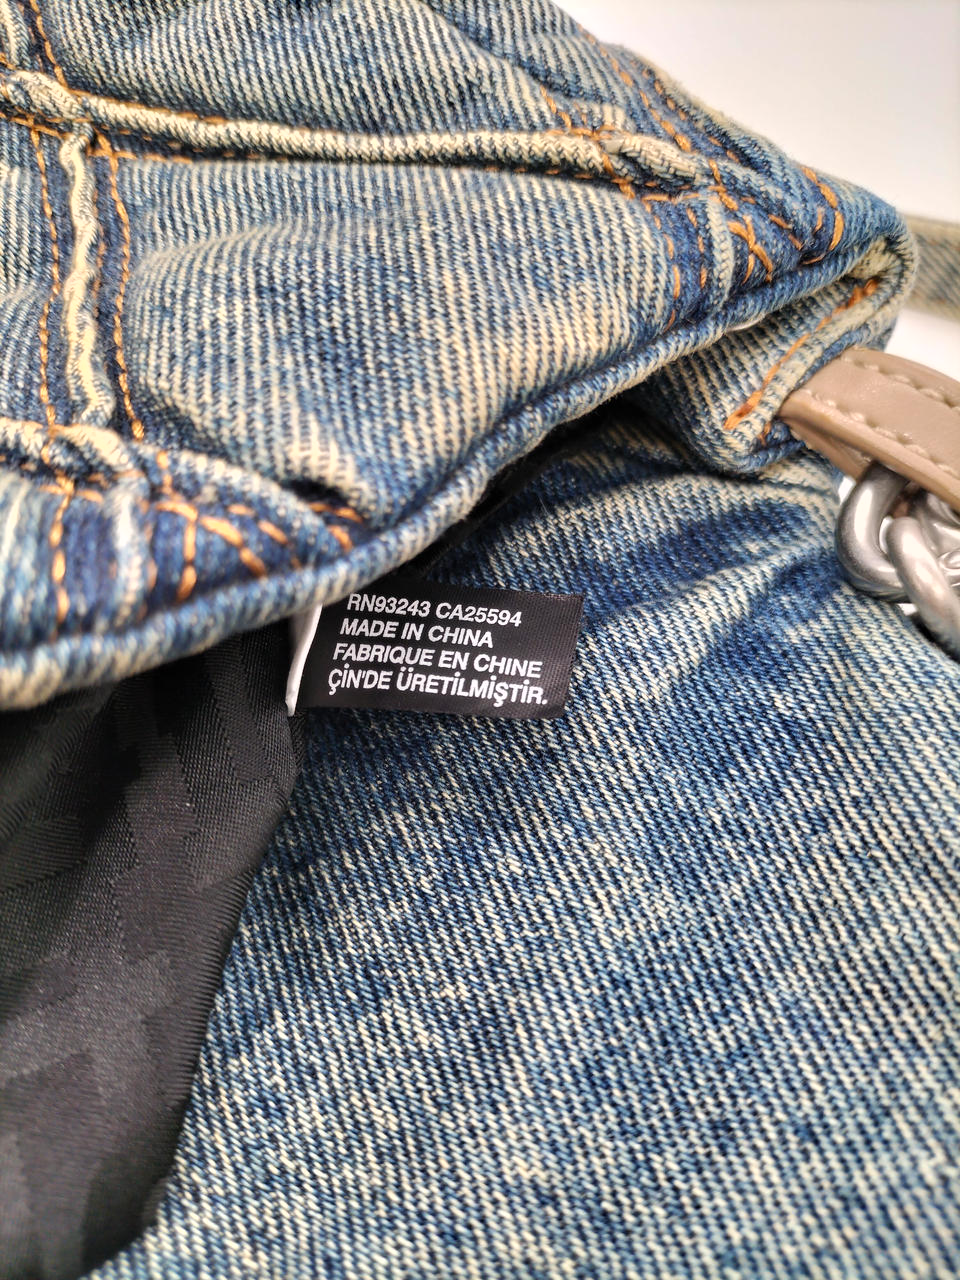 RN93243 CA25594
MADE IN CHINA
FABRIQUE EN CHINE
ÇİN'DE ÜRETİLMİŞTİR.